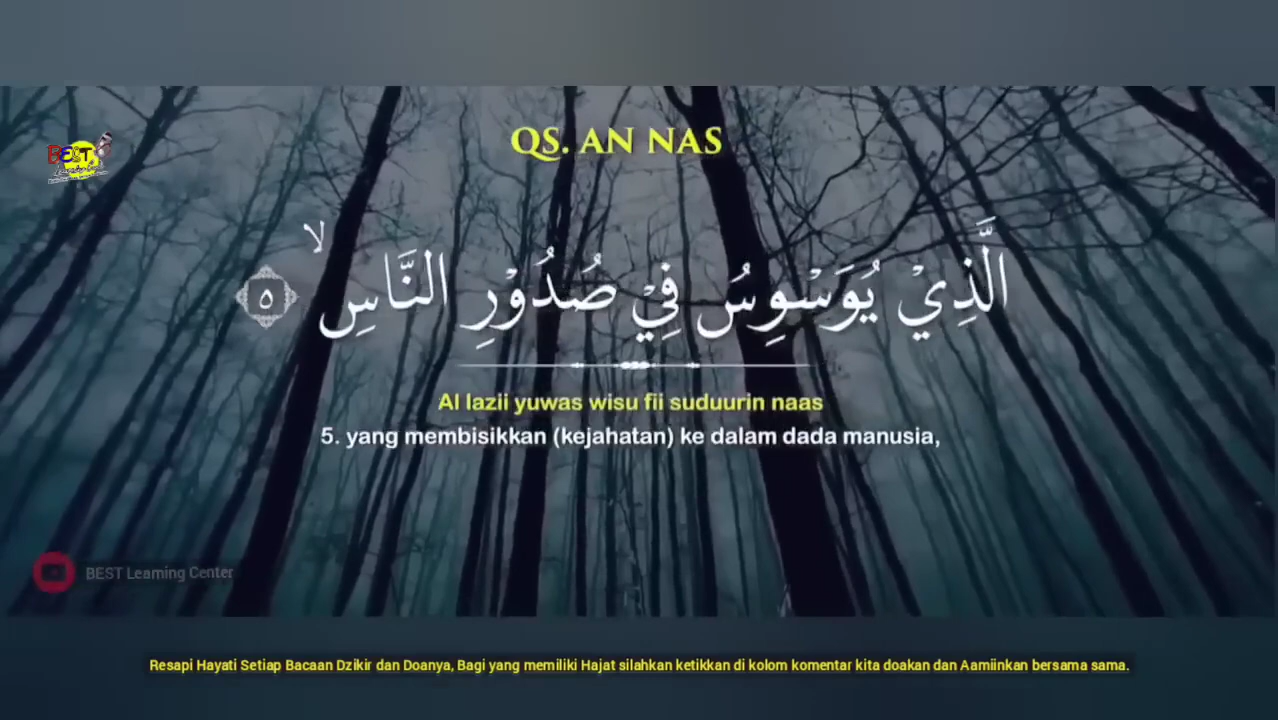 BEST
QS. AN NAS
الَّذِيْ يُوَسْوِسُ فِيْ صُدُوْرِ النَّاسِۙ ٥
Al lazii yuwas wisu fii suduurin naas
5. yang membisikkan (kejahatan) ke dalam dada manusia,
BEST Learning Center
Resapi Hayati Setiap Bacaan Dzikir dan Doanya, Bagi yang memiliki Hajat silahkan ketikkan di kolom komentar kita doakan dan Aamiinkan bersama sama.